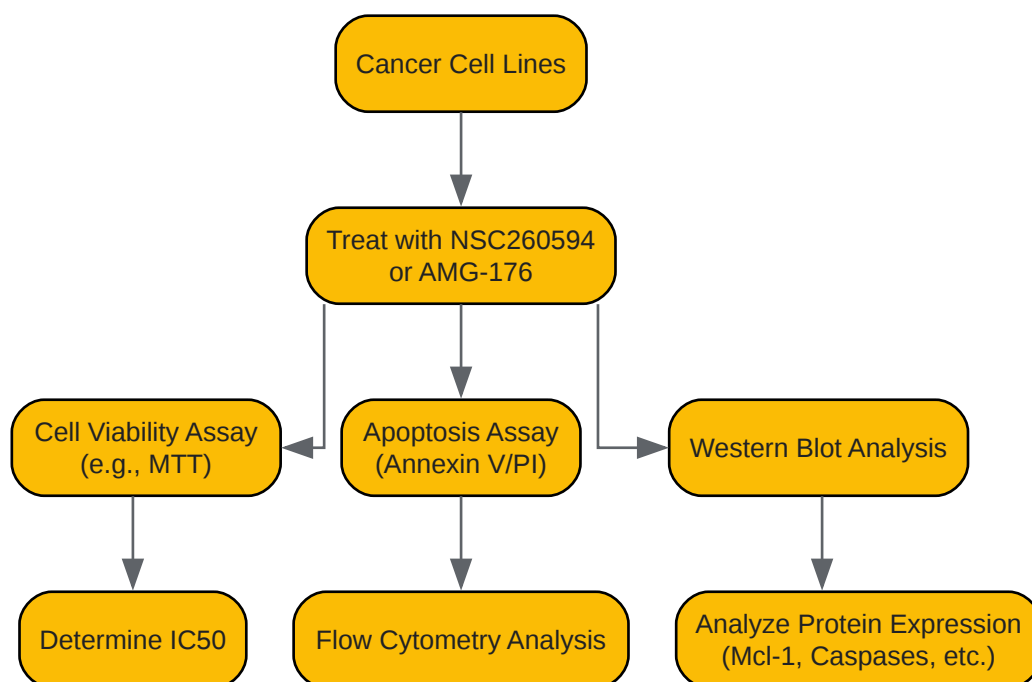 Cancer Cell Lines
Treat with NSC260594
or AMG-176
Cell Viability Assay
(e.g., MTT)
Apoptosis Assay
(Annexin V/PI)
Western Blot Analysis
Determine IC50
Flow Cytometry Analysis
Analyze Protein Expression
(Mcl-1, Caspases, etc.)